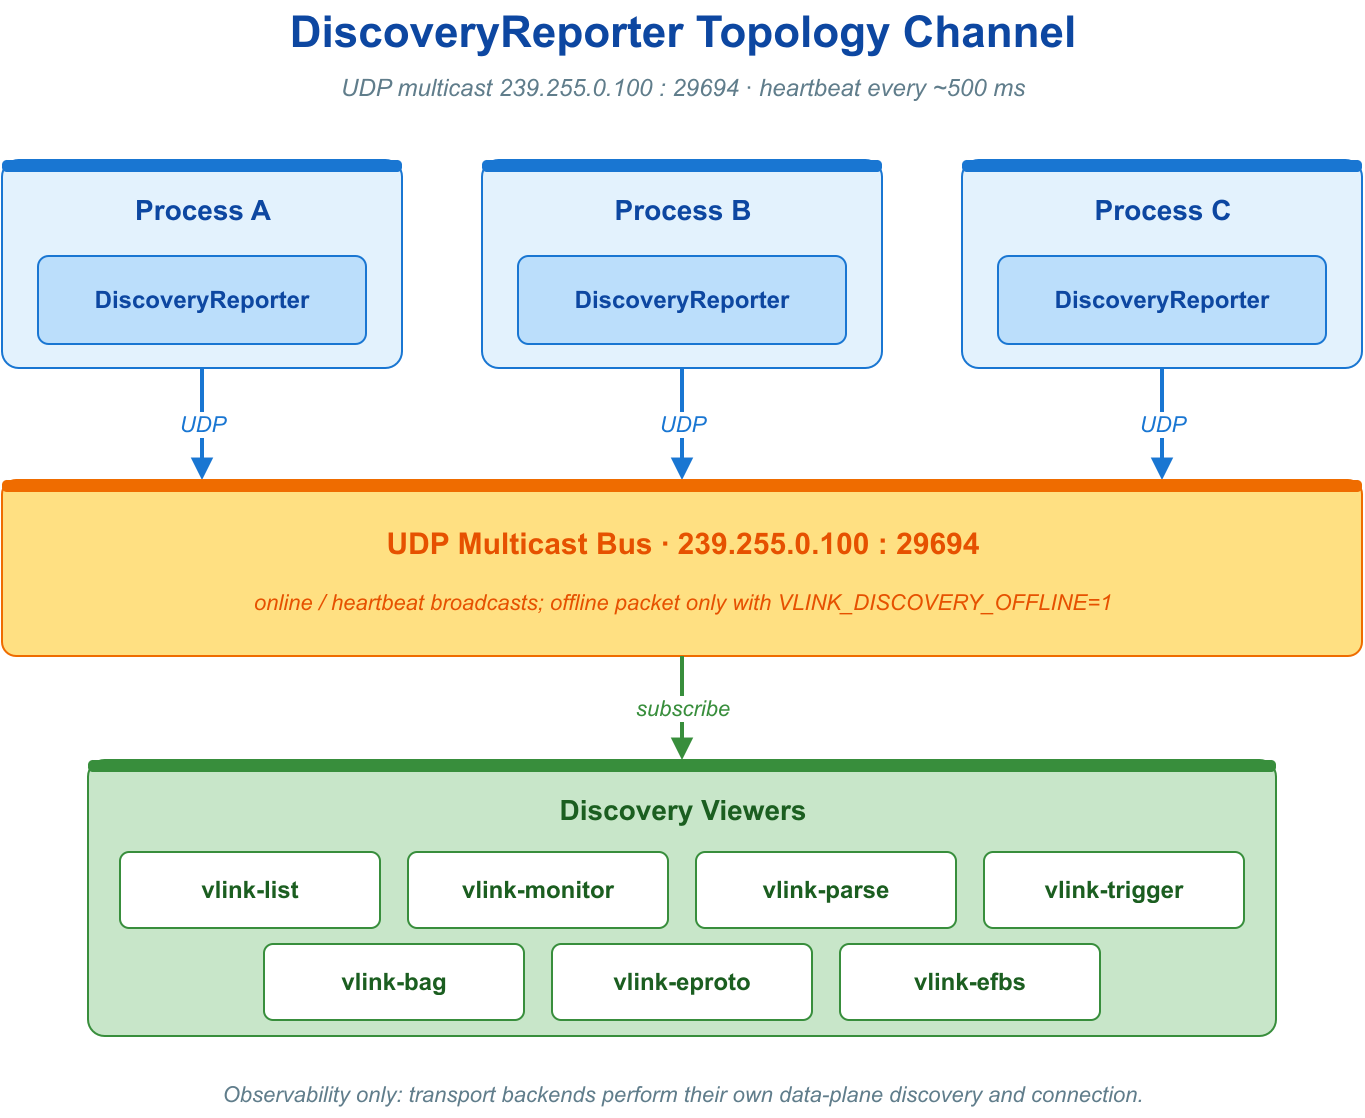 DiscoveryReporter Topology Channel
UDP multicast 239.255.0.100 : 29694 · heartbeat every ~500 ms
Process A
Process B
Process C
DiscoveryReporter
DiscoveryReporter
DiscoveryReporter
UDP
UDP
UDP
UDP Multicast Bus · 239.255.0.100 : 29694
online / heartbeat broadcasts; offline packet only with VLINK_DISCOVERY_OFFLINE=1
subscribe
Discovery Viewers
vlink-list
vlink-monitor
vlink-parse
vlink-trigger
vlink-bag
vlink-eproto
vlink-efbs
Observability only: transport backends perform their own data-plane discovery and connection.